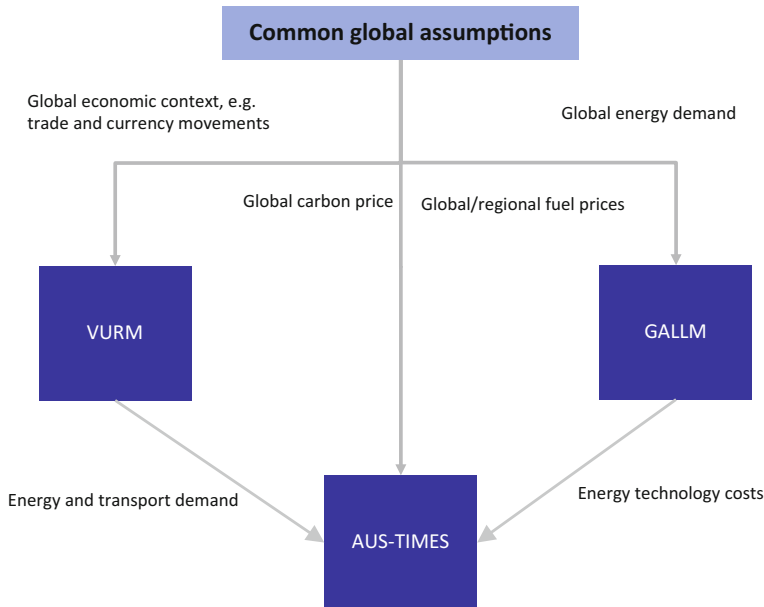 Common global assumptions
Global economic context, e.g.
trade and currency movements
Global energy demand
Global carbon price
Global/regional fuel prices
VURM
GALLM
Energy and transport demand
Energy technology costs
AUS-TIMES